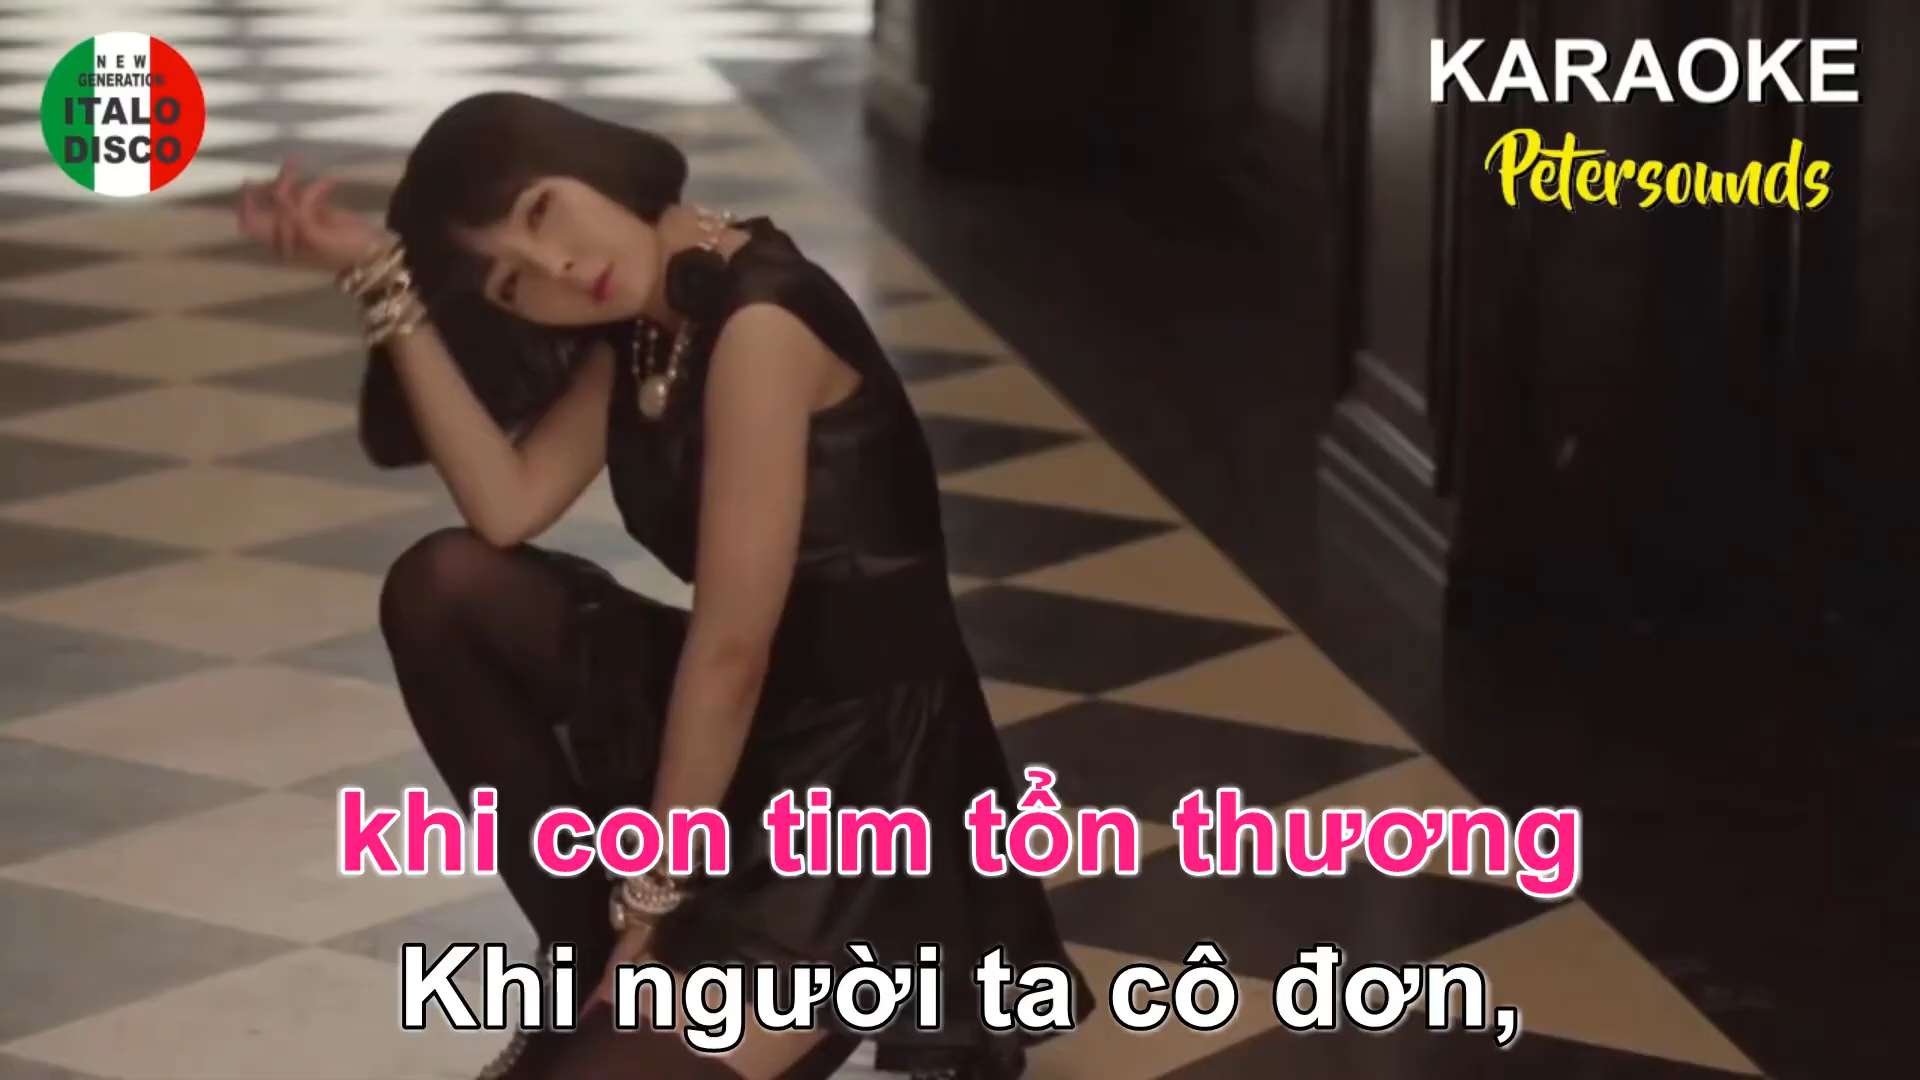 NEW
GENERATION
ITALO
DISCO
KARAOKE
Petersounds
khi con tim tổn thương
Khi người ta cô đơn,